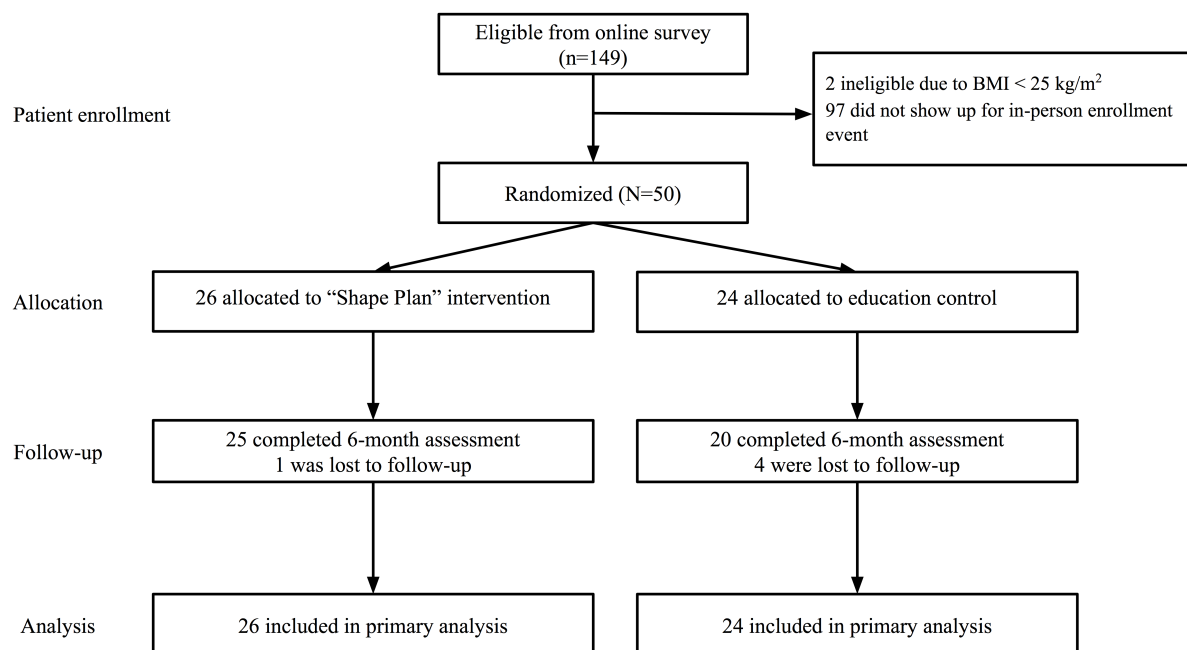 Eligible from online survey
(n=149)
2 ineligible due to BMI < 25 kg/m²
97 did not show up for in-person enrollment
event
Patient enrollment
Randomized (N=50)
Allocation
26 allocated to “Shape Plan” intervention
24 allocated to education control
Follow-up
25 completed 6-month assessment
1 was lost to follow-up
20 completed 6-month assessment
4 were lost to follow-up
Analysis
26 included in primary analysis
24 included in primary analysis